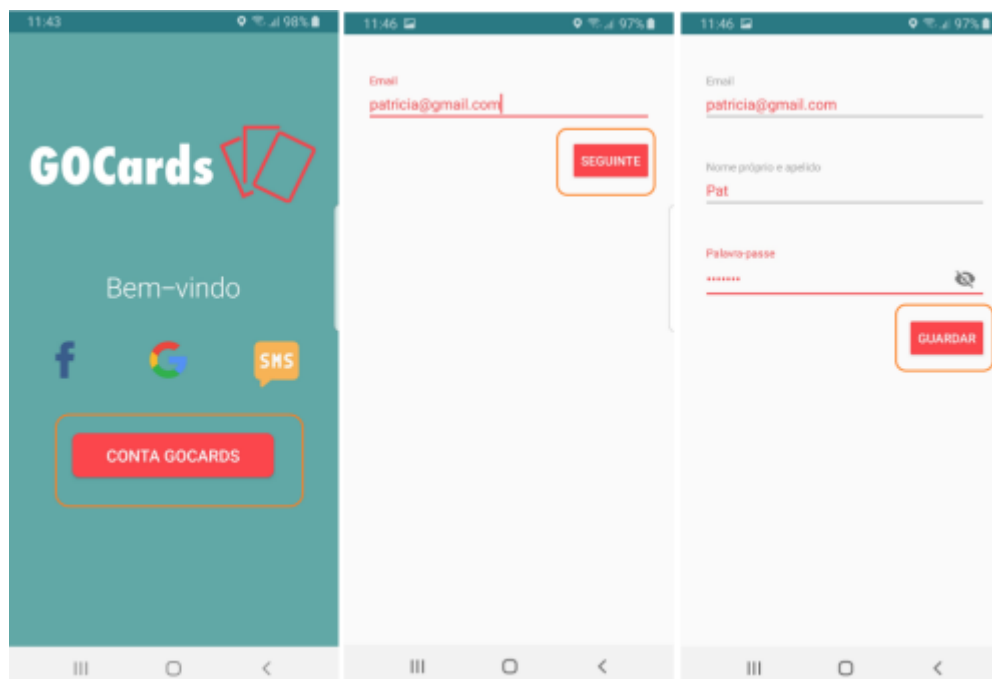 11:43
98%
GOCards
Bem-vindo
f
G
SMS
CONTA GOCARDS
11:46
97%
Email
patricia@gmail.com
SEGUINTE
11:46
97%
Email
patricia@gmail.com
Nome próprio e apelido
Pat
Palavra-passe
•••••••
GUARDAR